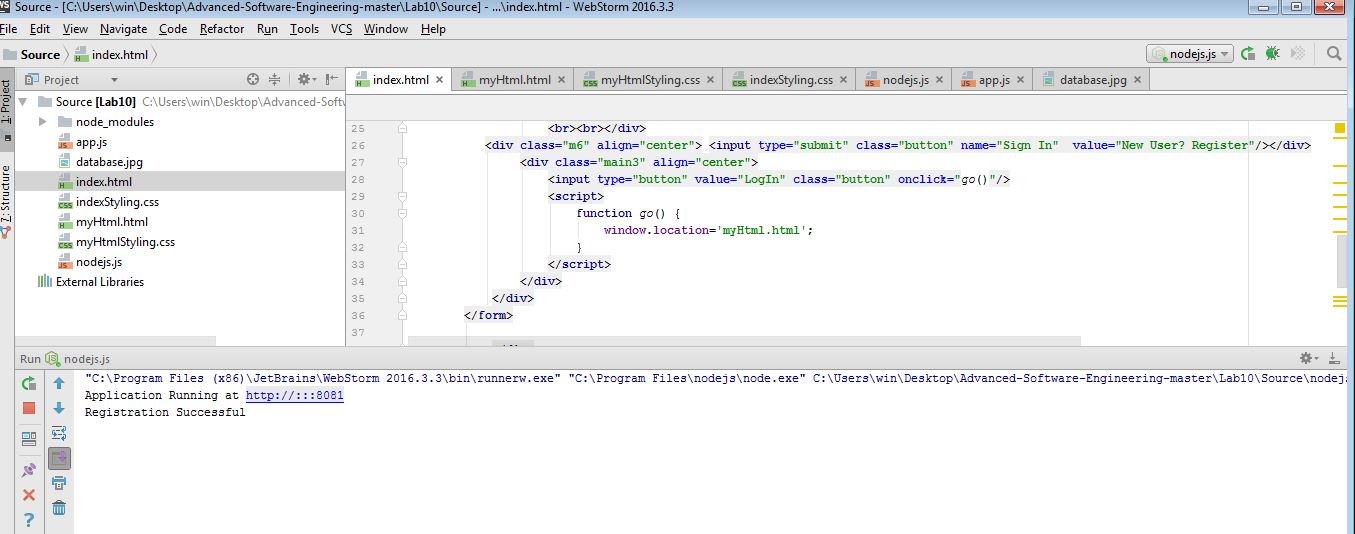 Source - [C:\Users\win\Desktop\Advanced-Software-Engineering-master\Lab10\Source] - ...\index.html - WebStorm 2016.3.3
File Edit View Navigate Code Refactor Run Tools VCS Window Help
Source index.html nodejs.js
1: Project
7: Structure
Project
Source [Lab10] C:\Users\win\Desktop\Advanced-Softw
node_modules
app.js
database.jpg
index.html
indexStyling.css
myHtml.html
myHtmlStyling.css
nodejs.js
External Libraries
index.html myHtml.html myHtmlStyling.css indexStyling.css nodejs.js app.js database.jpg
25 <br><br></div>
26 <div class="m6" align="center"> <input type="submit" class="button" name="Sign In"  value="New User? Register"/></div>
27 <div class="main3" align="center">
28 <input type="button" value="LogIn" class="button" onclick="go()"/>
29 <script>
30 function go() {
31 window.location='myHtml.html';
32 }
33 </script>
34 </div>
35 </div>
36 </form>
37
Run nodejs.js
"C:\Program Files (x86)\JetBrains\WebStorm 2016.3.3\bin\runnerw.exe" "C:\Program Files\nodejs\node.exe" C:\Users\win\Desktop\Advanced-Software-Engineering-master\Lab10\Source\nodej
Application Running at http://:::8081
Registration Successful